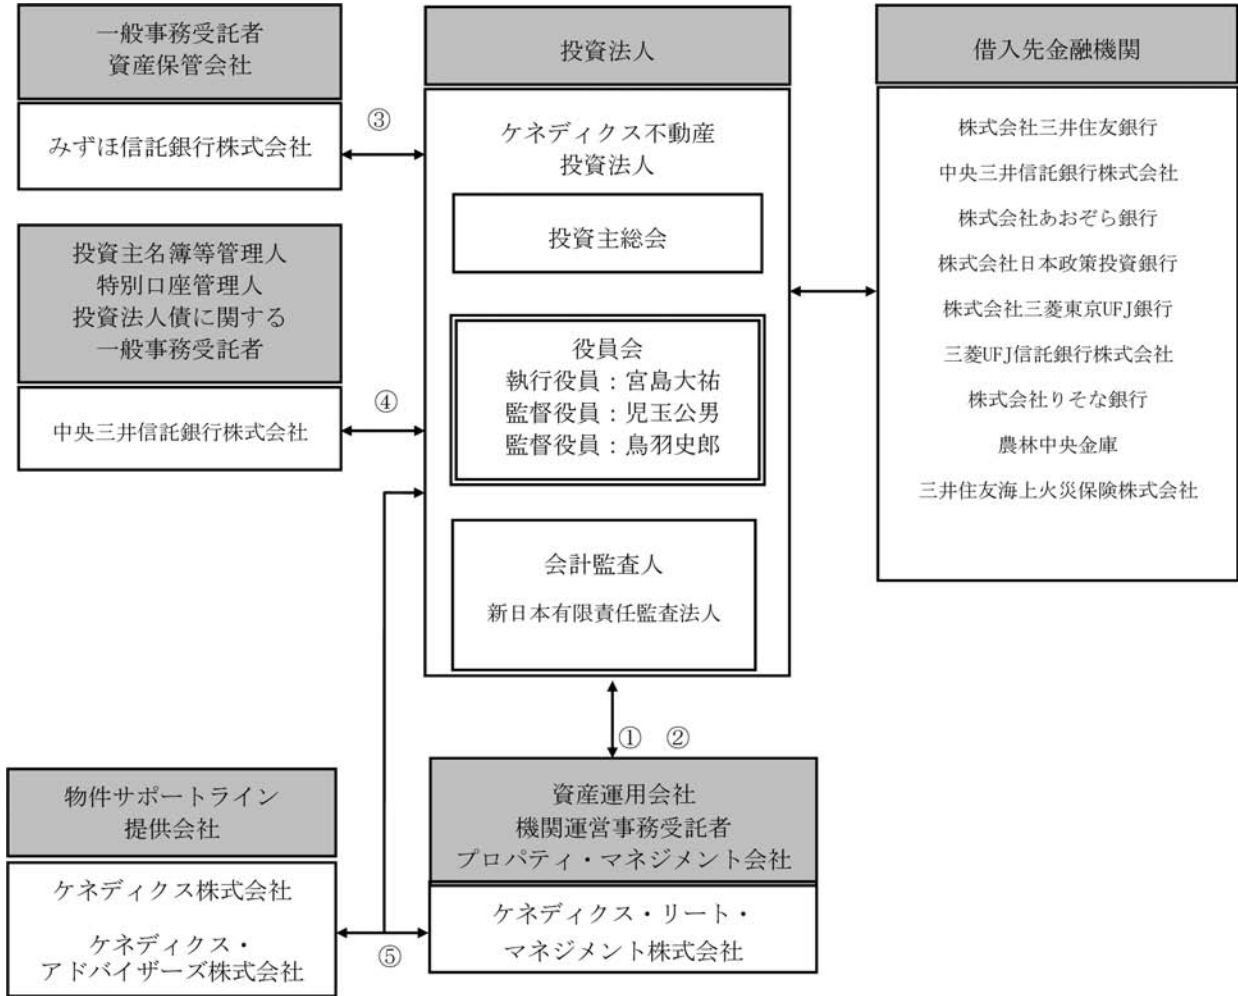 一般事務受託者
資産保管会社
みずほ信託銀行株式会社
③
投資主名簿等管理人
特別口座管理人
投資法人債に関する
一般事務受託者
中央三井信託銀行株式会社
④
投資法人
ケネディクス不動産
投資法人
投資主総会
役員会
執行役員：宮島大祐
監督役員：児玉公男
監督役員：鳥羽史郎
会計監査人
新日本有限責任監査法人
借入先金融機関
株式会社三井住友銀行
中央三井信託銀行株式会社
株式会社あおぞら銀行
株式会社日本政策投資銀行
株式会社三菱東京UFJ銀行
三菱UFJ信託銀行株式会社
株式会社りそな銀行
農林中央金庫
三井住友海上火災保険株式会社
① ②
物件サポートライン
提供会社
ケネディクス株式会社
ケネディクス・
アドバイザーズ株式会社
⑤
資産運用会社
機関運営事務受託者
プロパティ・マネジメント会社
ケネディクス・リート・
マネジメント株式会社